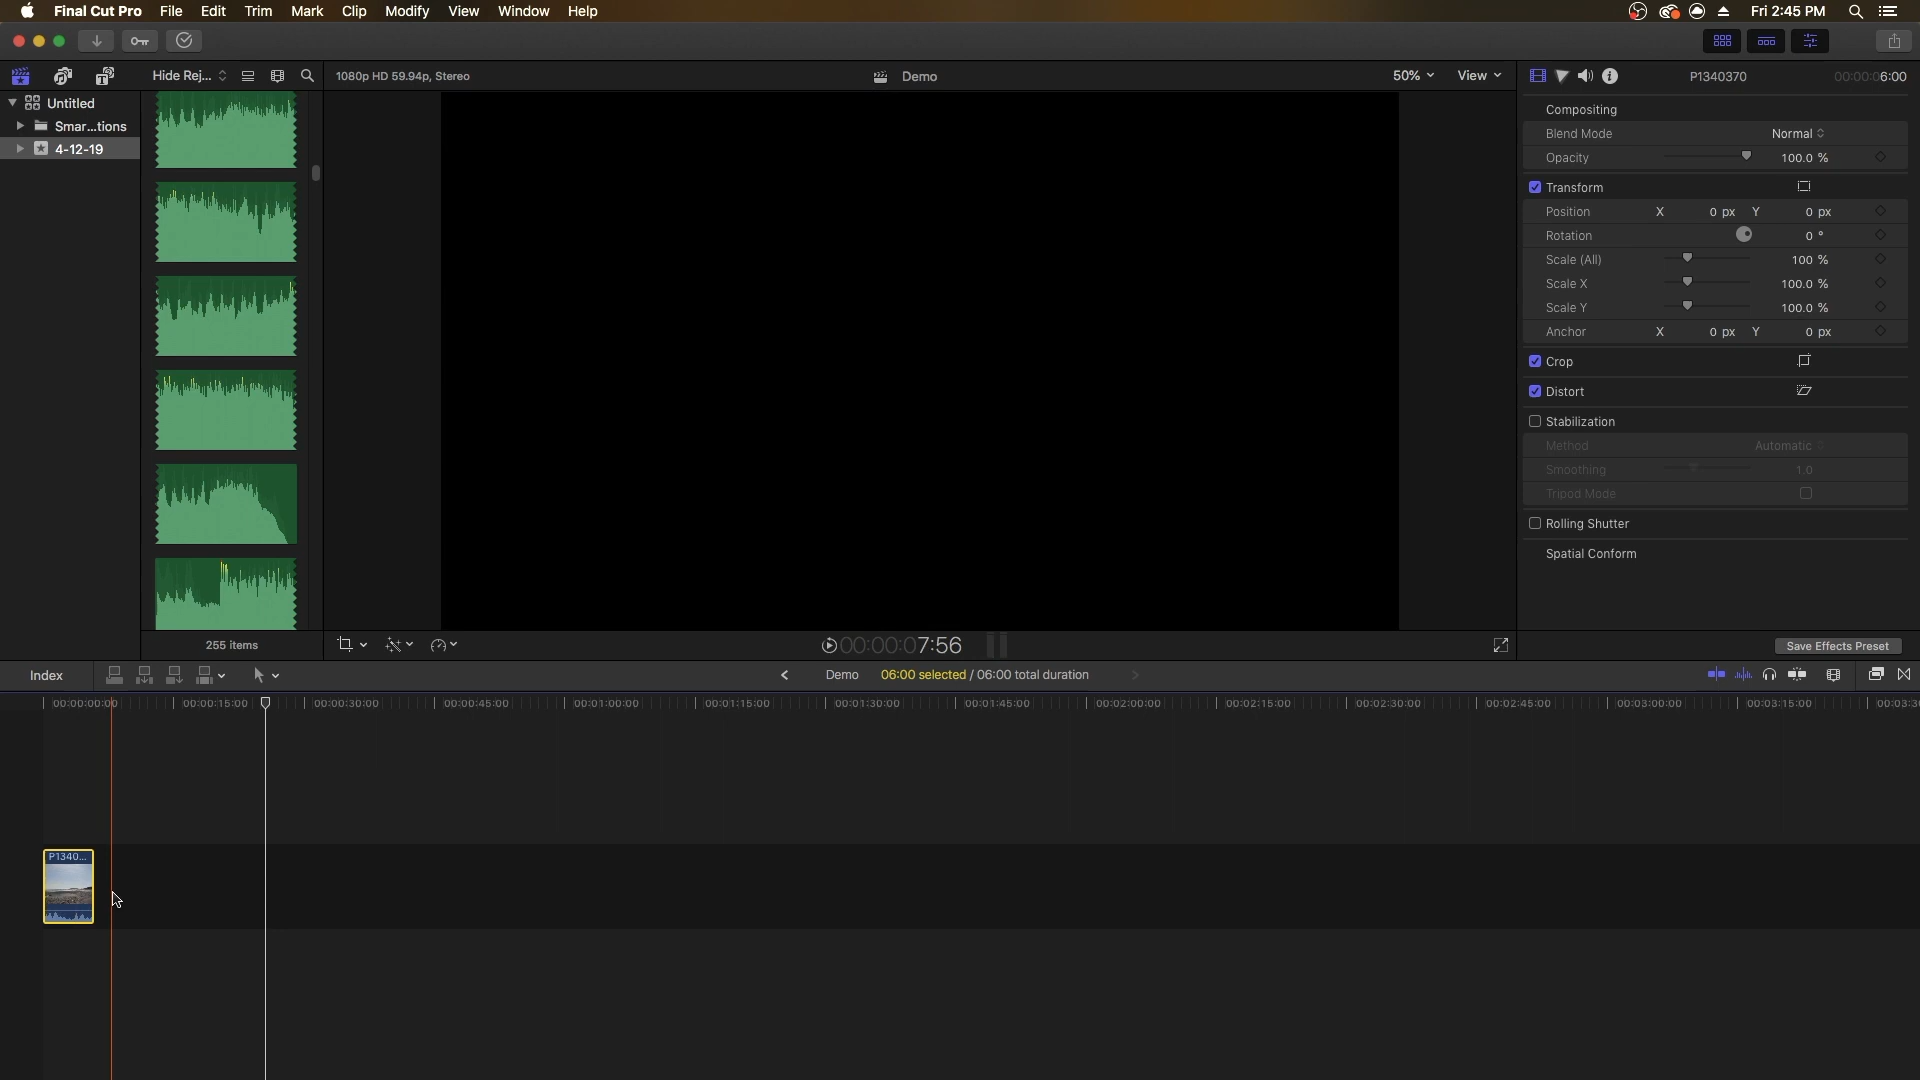 Final Cut Pro File Edit Trim Mark Clip Modify View Window Help Fri 2:45 PM
Hide Rej... 1080p HD 59.94p, Stereo Demo 50% View P1340370 00:00:06:00
Untitled
Smar...tions
4-12-19
255 items
00:00:07:56
Compositing
Blend Mode Normal
Opacity 100.0 %
Transform
Position X 0 px Y 0 px
Rotation 0 °
Scale (All) 100 %
Scale X 100.0 %
Scale Y 100.0 %
Anchor X 0 px Y 0 px
Crop
Distort
Stabilization
Method Automatic
Smoothing 1.0
Tripod Mode
Rolling Shutter
Spatial Conform
Save Effects Preset
Index Demo 06:00 selected / 06:00 total duration
00:00:00:00 00:00:15:00 00:00:30:00 00:00:45:00 00:01:00:00 00:01:15:00 00:01:30:00 00:01:45:00 00:02:00:00 00:02:15:00 00:02:30:00 00:02:45:00 00:03:00:00 00:03:15:00 00:03:3
P1340...